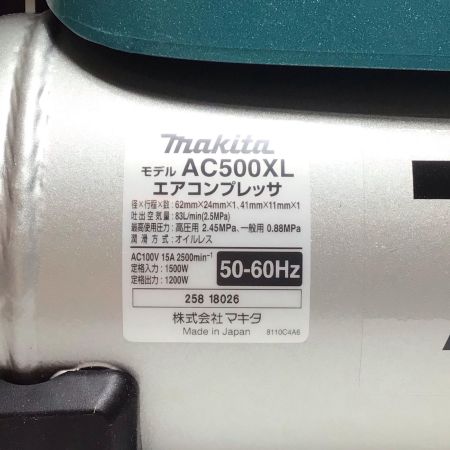 makita
モデル AC500XL
エアコンプレッサ
径×行程×数：62mm×24mm×1, 41mm×11mm×1
吐出空気量：83L/min(2.5MPa)
最高使用圧力：高圧用 2.45MPa, 一般用 0.88MPa
潤滑方式：オイルレス
AC100V 15A 2500min⁻¹
定格入力：1500W
定格出力：1200W
50-60Hz
258 18026
株式会社 マキタ
Made in Japan
8110C4A6